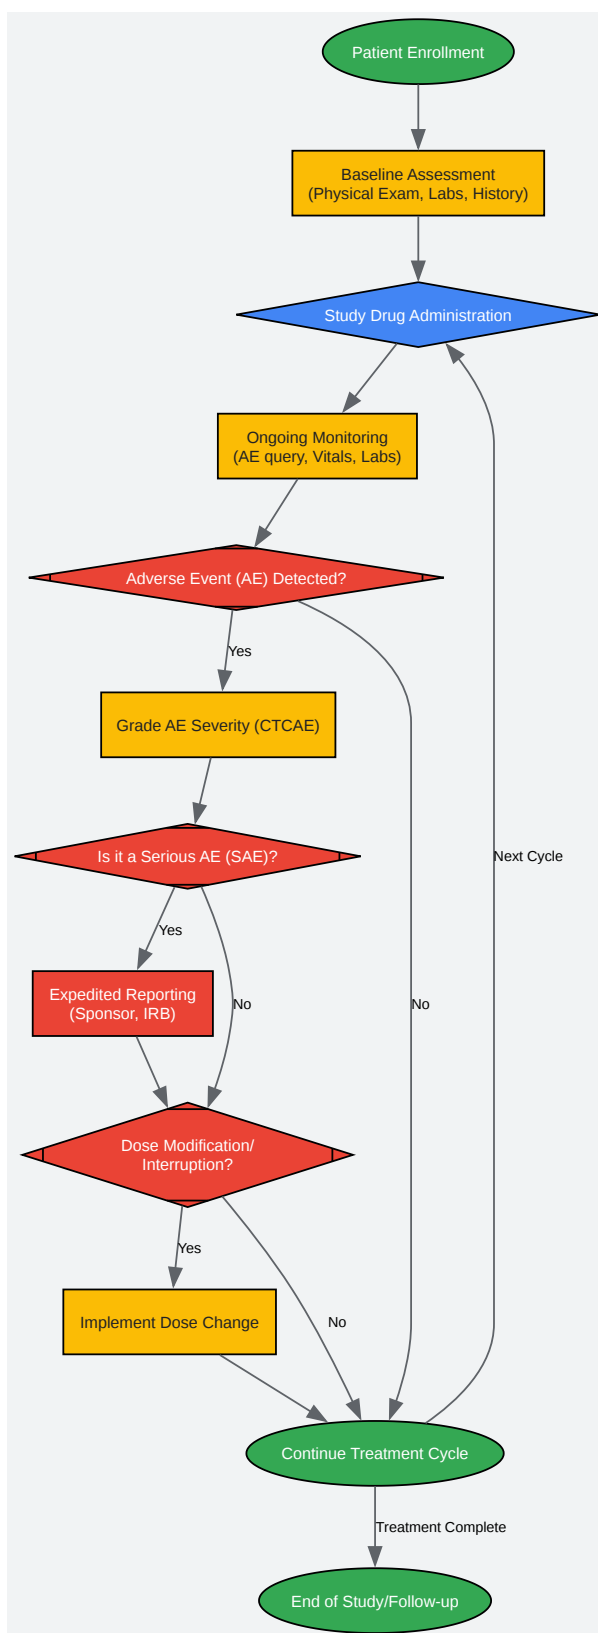 Patient Enrollment
Baseline Assessment
(Physical Exam, Labs, History)
Study Drug Administration
Ongoing Monitoring
(AE query, Vitals, Labs)
Adverse Event (AE) Detected?
Yes
Grade AE Severity (CTCAE)
Is it a Serious AE (SAE)?
Next Cycle
Yes
Expedited Reporting
(Sponsor, IRB)
No
No
Dose Modification/
Interruption?
Yes
Implement Dose Change
No
Continue Treatment Cycle
Treatment Complete
End of Study/Follow-up